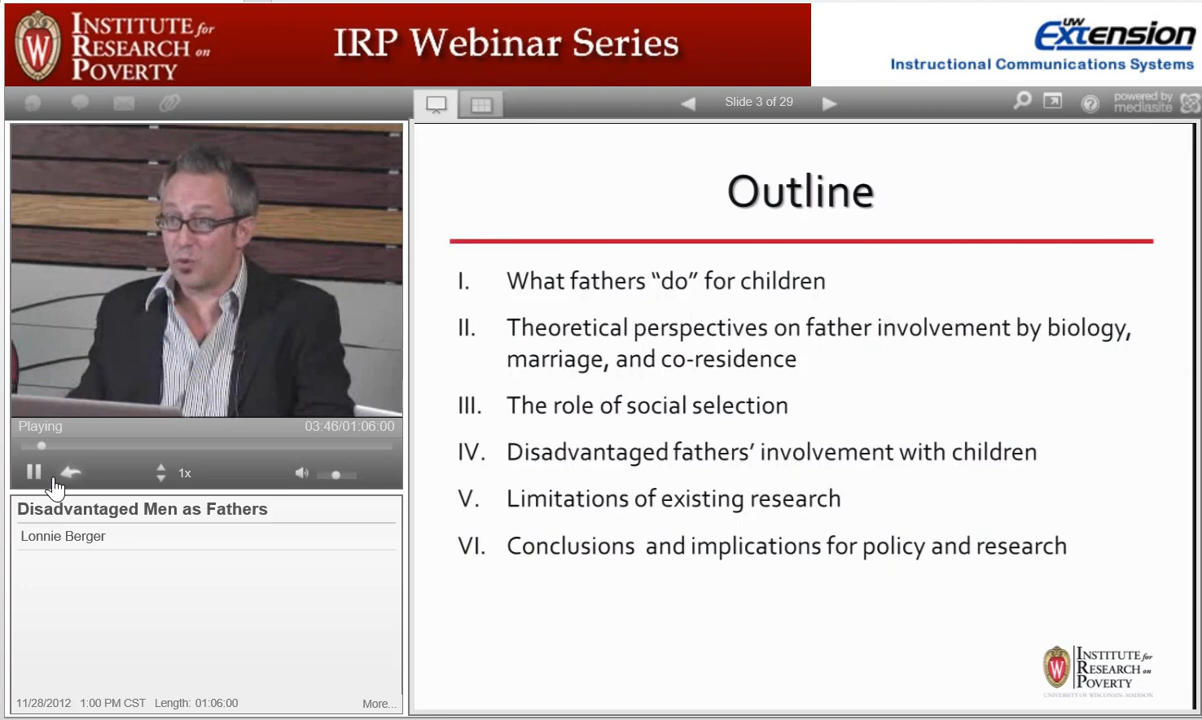 INSTITUTE for
RESEARCH on
POVERTY
IRP Webinar Series
UW
Extension
Instructional Communications Systems
Slide 3 of 29
powered by
mediasite
Playing
03:46/01:06:00
1x
Disadvantaged Men as Fathers
Lonnie Berger
11/28/2012 1:00 PM CST Length: 01:06:00
More...
Outline
I. What fathers “do” for children
II. Theoretical perspectives on father involvement by biology,
marriage, and co-residence
III. The role of social selection
IV. Disadvantaged fathers’ involvement with children
V. Limitations of existing research
VI. Conclusions and implications for policy and research
INSTITUTE for
RESEARCH on
POVERTY
UNIVERSITY OF WISCONSIN-MADISON